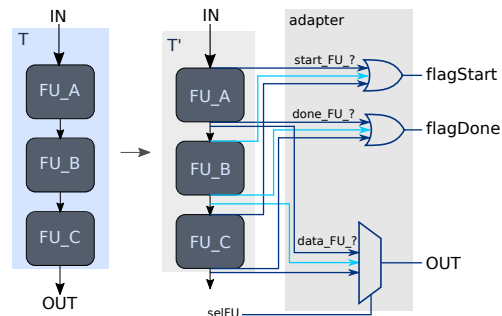 IN
T
FU_A
FU_B
FU_C
OUT
IN
T'
FU_A
FU_B
FU_C
adapter
start_FU_?
flagStart
done_FU_?
flagDone
data_FU_?
OUT
selFU